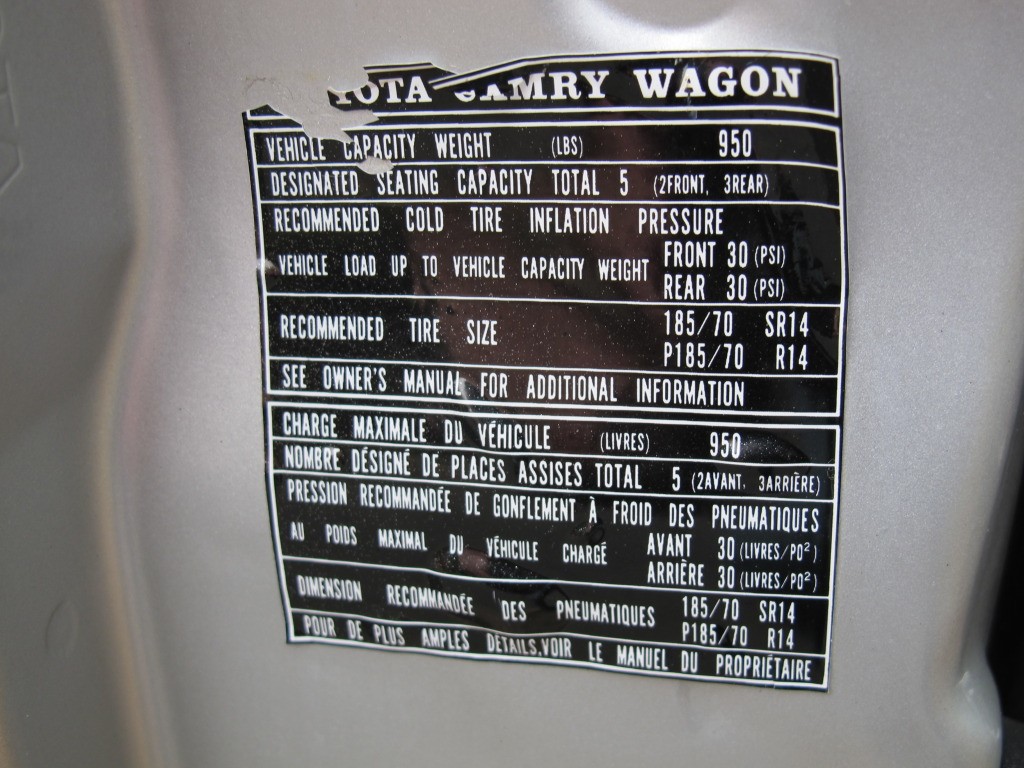 YOTA CAMRY WAGON
VEHICLE CAPACITY WEIGHT (LBS) 950
DESIGNATED SEATING CAPACITY TOTAL 5 (2FRONT, 3REAR)
RECOMMENDED COLD TIRE INFLATION PRESSURE
VEHICLE LOAD UP TO VEHICLE CAPACITY WEIGHT FRONT 30 (PSI)
REAR 30 (PSI)
RECOMMENDED TIRE SIZE 185/70 SR14
P185/70 R14
SEE OWNER'S MANUAL FOR ADDITIONAL INFORMATION
CHARGE MAXIMALE DU VÉHICULE (LIVRES) 950
NOMBRE DÉSIGNÉ DE PLACES ASSISES TOTAL 5 (2AVANT, 3ARRIÈRE)
PRESSION RECOMMANDÉE DE GONFLEMENT À FROID DES PNEUMATIQUES
AU POIDS MAXIMAL DU VÉHICULE CHARGÉ AVANT 30 (LIVRES/PO²)
ARRIÈRE 30 (LIVRES/PO²)
DIMENSION RECOMMANDÉE DES PNEUMATIQUES 185/70 SR14
P185/70 R14
POUR DE PLUS AMPLES DÉTAILS.VOIR LE MANUEL DU PROPRIÉTAIRE